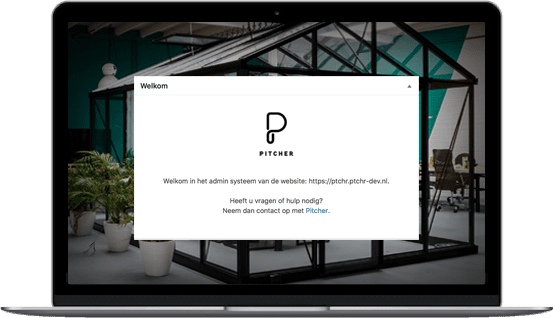 Welkom
PITCHER
Welkom in het admin systeem van de website: https://ptchr.ptchr-dev.nl.
Heeft u vragen of hulp nodig?
Neem dan contact op met Pitcher.